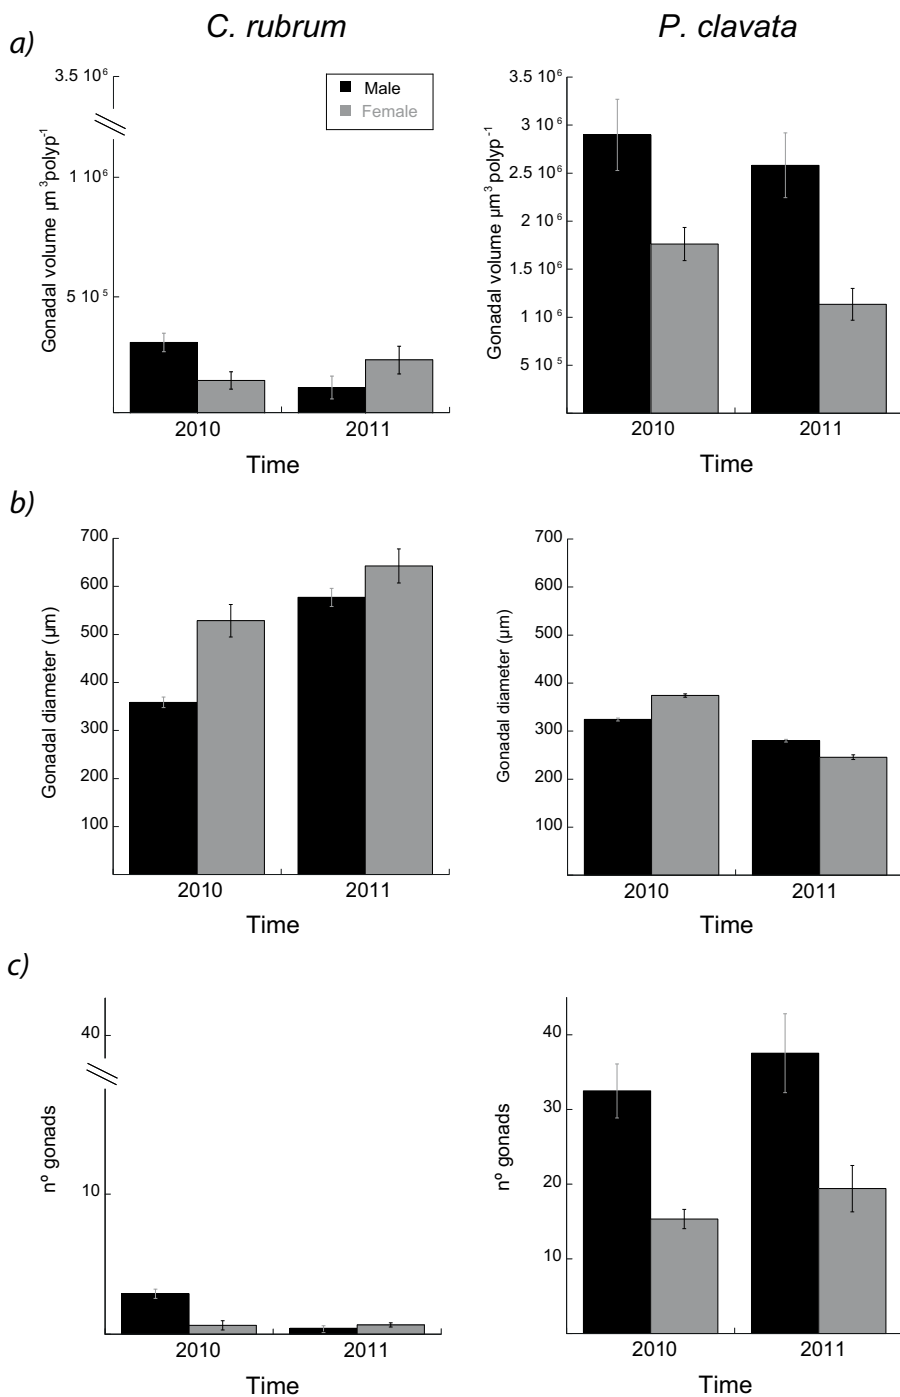 C. rubrum
P. clavata
a)
3.5 10⁶
1 10⁶
5 10⁵
Gonadal volume µm³polyp⁻¹
Male
Female
2010
2011
Time
3.5 10⁶
3 10⁶
2.5 10⁶
2 10⁶
1.5 10⁶
1 10⁶
5 10⁵
Gonadal volume µm³ polyp⁻¹
2010
2011
Time
b)
700
600
500
400
300
200
100
Gonadal diameter (µm)
2010
2011
Time
700
600
500
400
300
200
100
Gonadal diameter (µm)
2010
2011
Time
c)
40
10
nº gonads
2010
2011
Time
40
30
20
10
nº gonads
2010
2011
Time